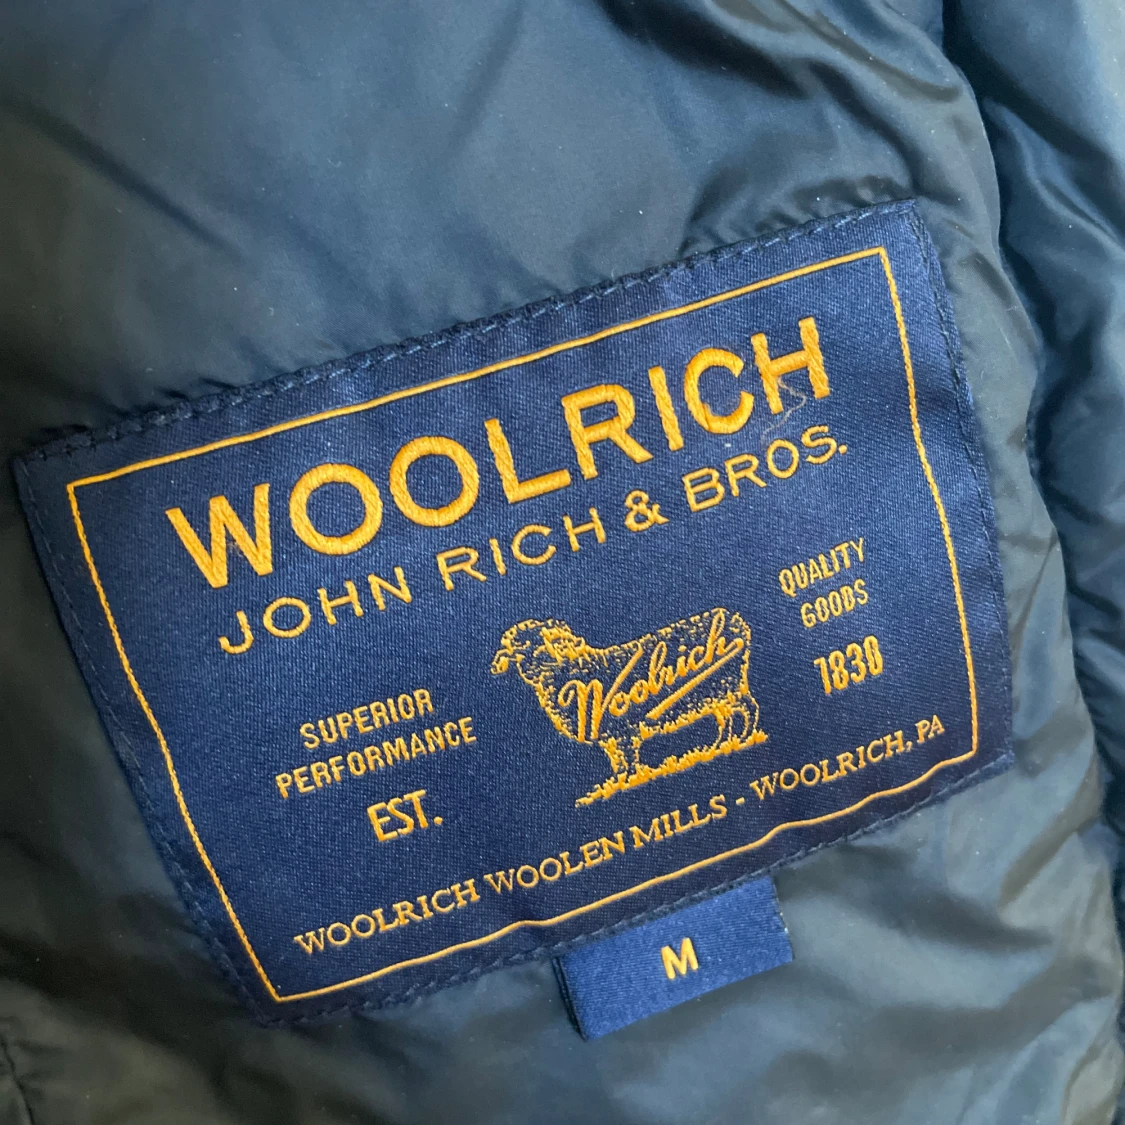 WOOLRICH
JOHN RICH & BROS.
SUPERIOR
PERFORMANCE
EST.
Woolrich
QUALITY
GOODS
1830
WOOLRICH WOOLEN MILLS - WOOLRICH, PA
M